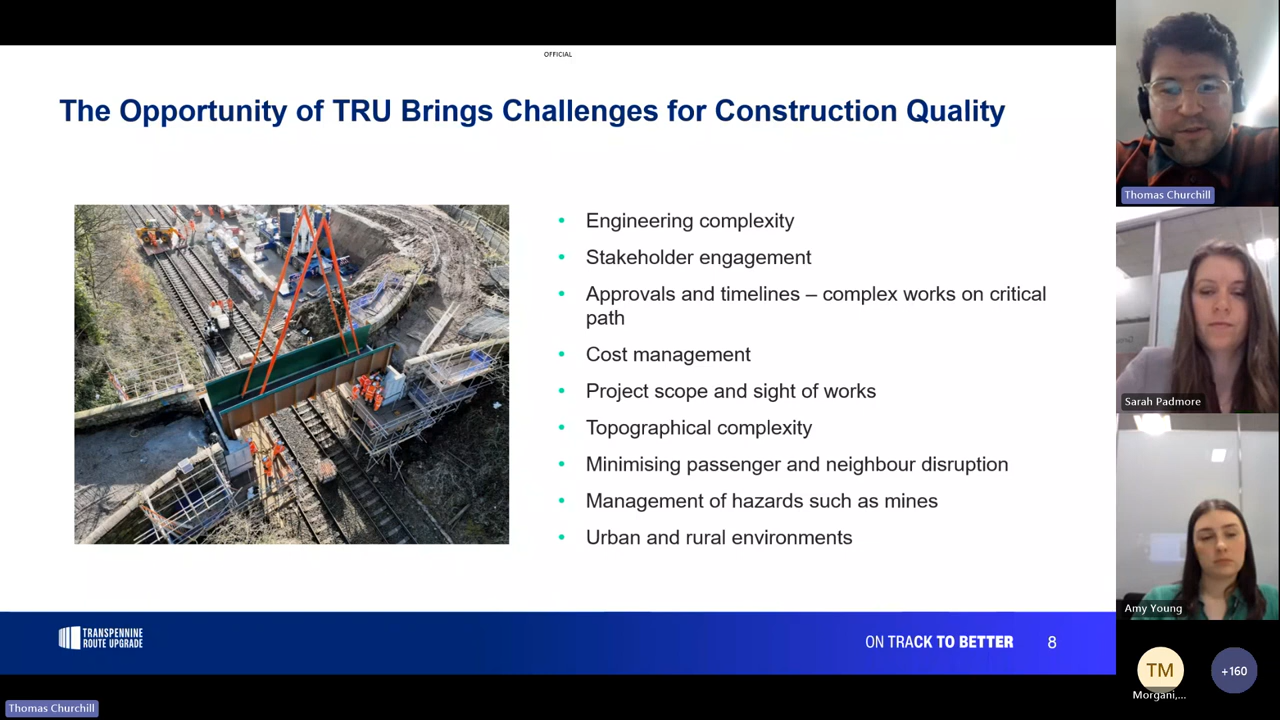 OFFICIAL
The Opportunity of TRU Brings Challenges for Construction Quality
• Engineering complexity
• Stakeholder engagement
• Approvals and timelines – complex works on critical
path
• Cost management
• Project scope and sight of works
• Topographical complexity
• Minimising passenger and neighbour disruption
• Management of hazards such as mines
• Urban and rural environments
TRANSPENNINE
ROUTE UPGRADE
ON TRACK TO BETTER 8
Thomas Churchill
Thomas Churchill
Sarah Padmore
Amy Young
TM
+160
Morgani,...